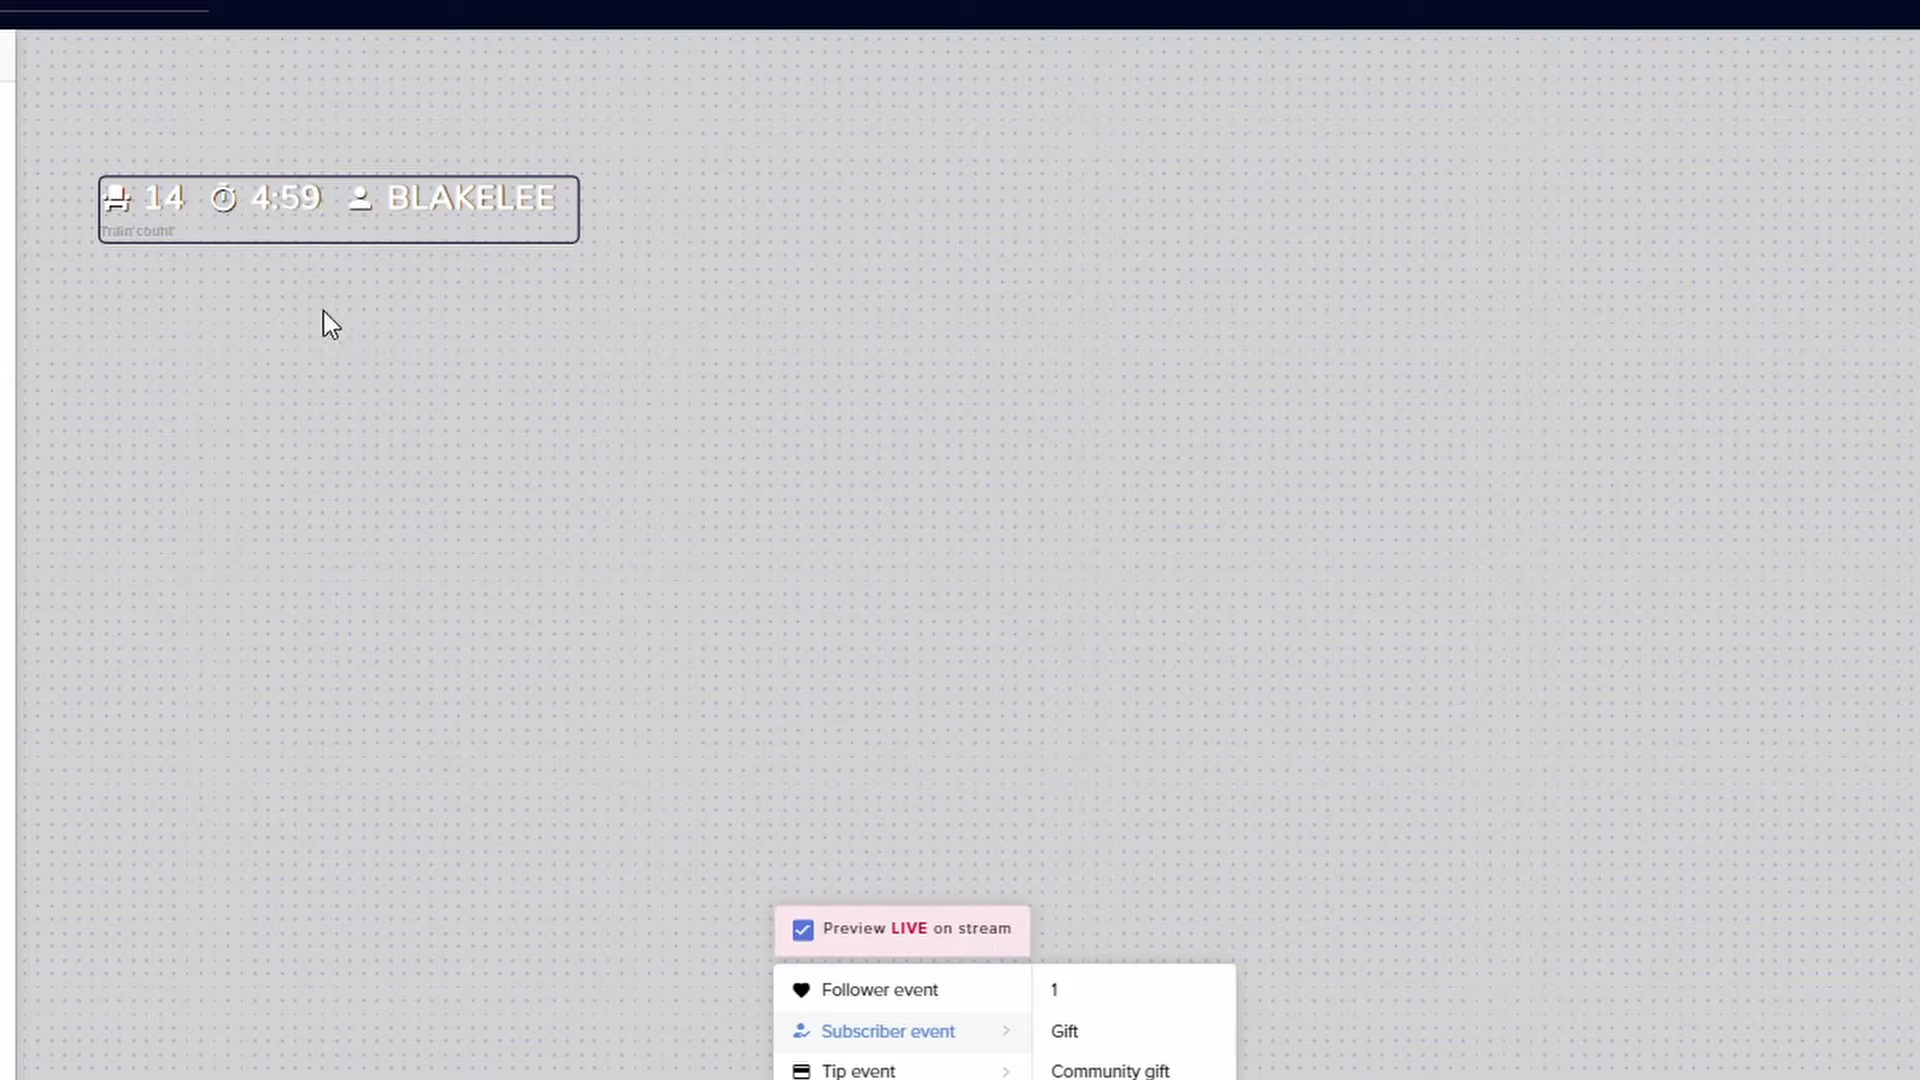 14 4:59 BLAKELEE
Train count
Preview LIVE on stream
Follower event
1
Subscriber event
Gift
Tip event
Community gift